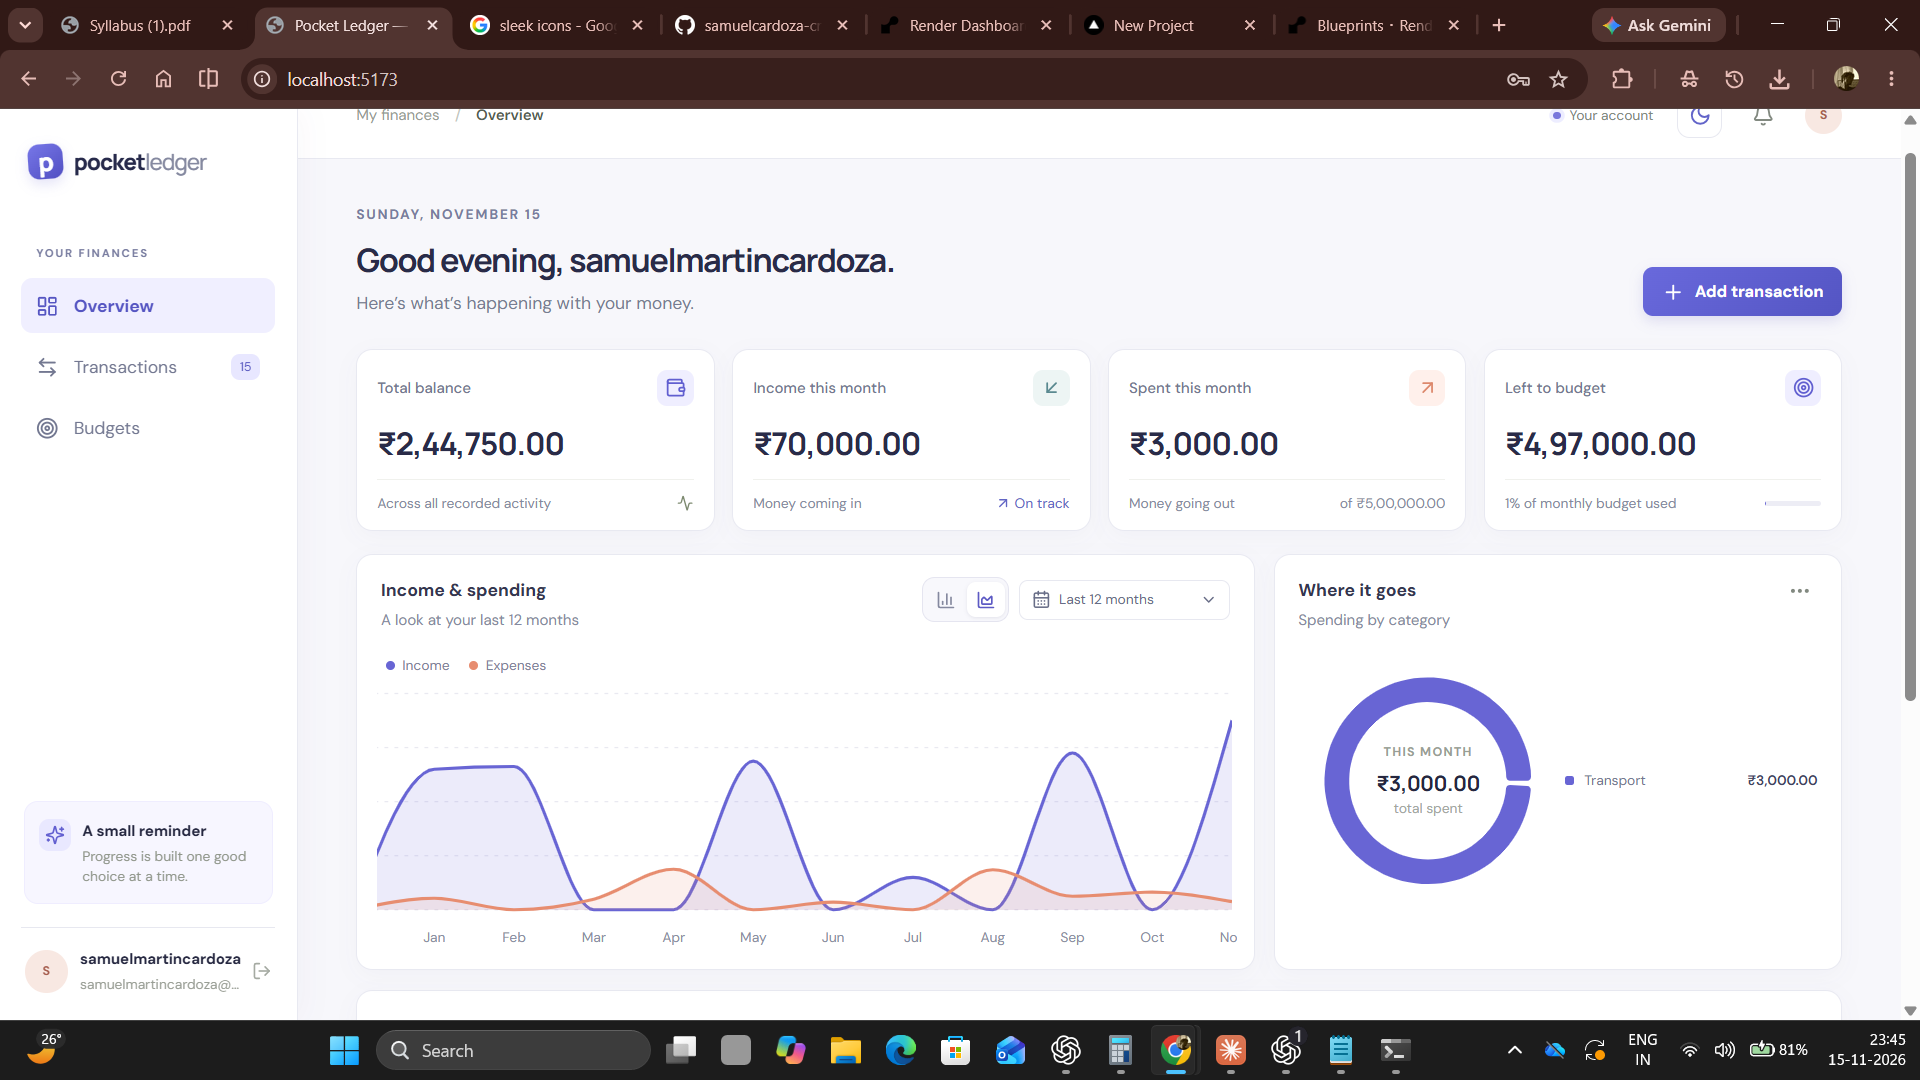 Syllabus (1).pdf
Pocket Ledger —
sleek icons - Goo
samuelcardoza-cr
Render Dashboar
New Project
Blueprints · Rend
Ask Gemini
localhost:5173
p pocketledger
YOUR FINANCES
Overview
Transactions 15
Budgets
A small reminder
Progress is built one good
choice at a time.
S
samuelmartincardoza
samuelmartincardoza@...
My finances / Overview
Your account
S
SUNDAY, NOVEMBER 15
Good evening, samuelmartincardoza.
Here's what's happening with your money.
+ Add transaction
Total balance
₹2,44,750.00
Across all recorded activity
Income this month
₹70,000.00
Money coming in On track
Spent this month
₹3,000.00
Money going out of ₹5,00,000.00
Left to budget
₹4,97,000.00
1% of monthly budget used
Income & spending
A look at your last 12 months
Last 12 months
Income Expenses
Jan Feb Mar Apr May Jun Jul Aug Sep Oct No
Where it goes
Spending by category
THIS MONTH
₹3,000.00
total spent
Transport ₹3,000.00
26°
Search
1
ENG
IN
81%
23:45
15-11-2026